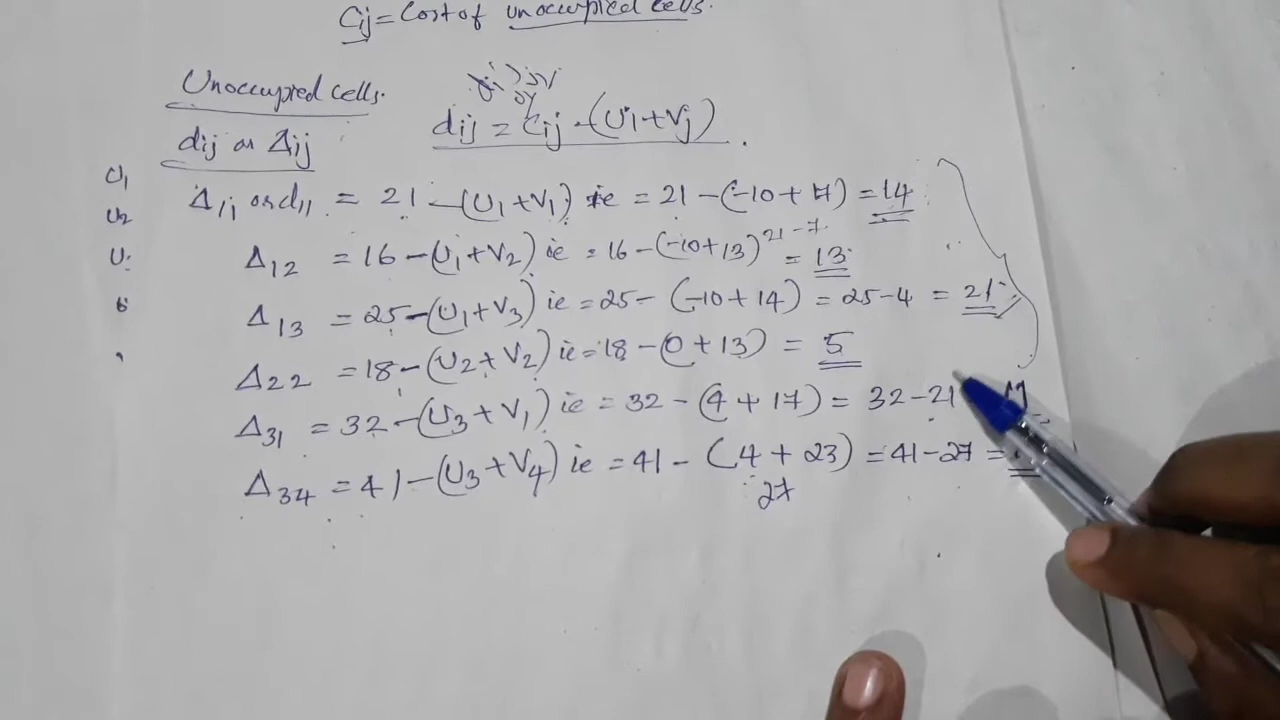 Cij = Cost of unoccupied cells.
Unoccupied cells.
dij or Δij
dij = Cij - (Ui + Vj).
U1
U2
Δ11 or d11 = 21 - (U1 + V1) ie = 21 - (-10 + 17) = 14
21 - 7
Δ12 = 16 - (U1 + V2) ie = 16 - (-10 + 13) = 13
Δ13 = 25 - (U1 + V3) ie = 25 - (-10 + 14) = 25 - 4 = 21
Δ22 = 18 - (U2 + V2) ie = 18 - (0 + 13) = 5
Δ31 = 32 - (U3 + V1) ie = 32 - (4 + 17) = 32 - 21
Δ34 = 41 - (U3 + V4) ie = 41 - (4 + 23) = 41 - 27 =
27